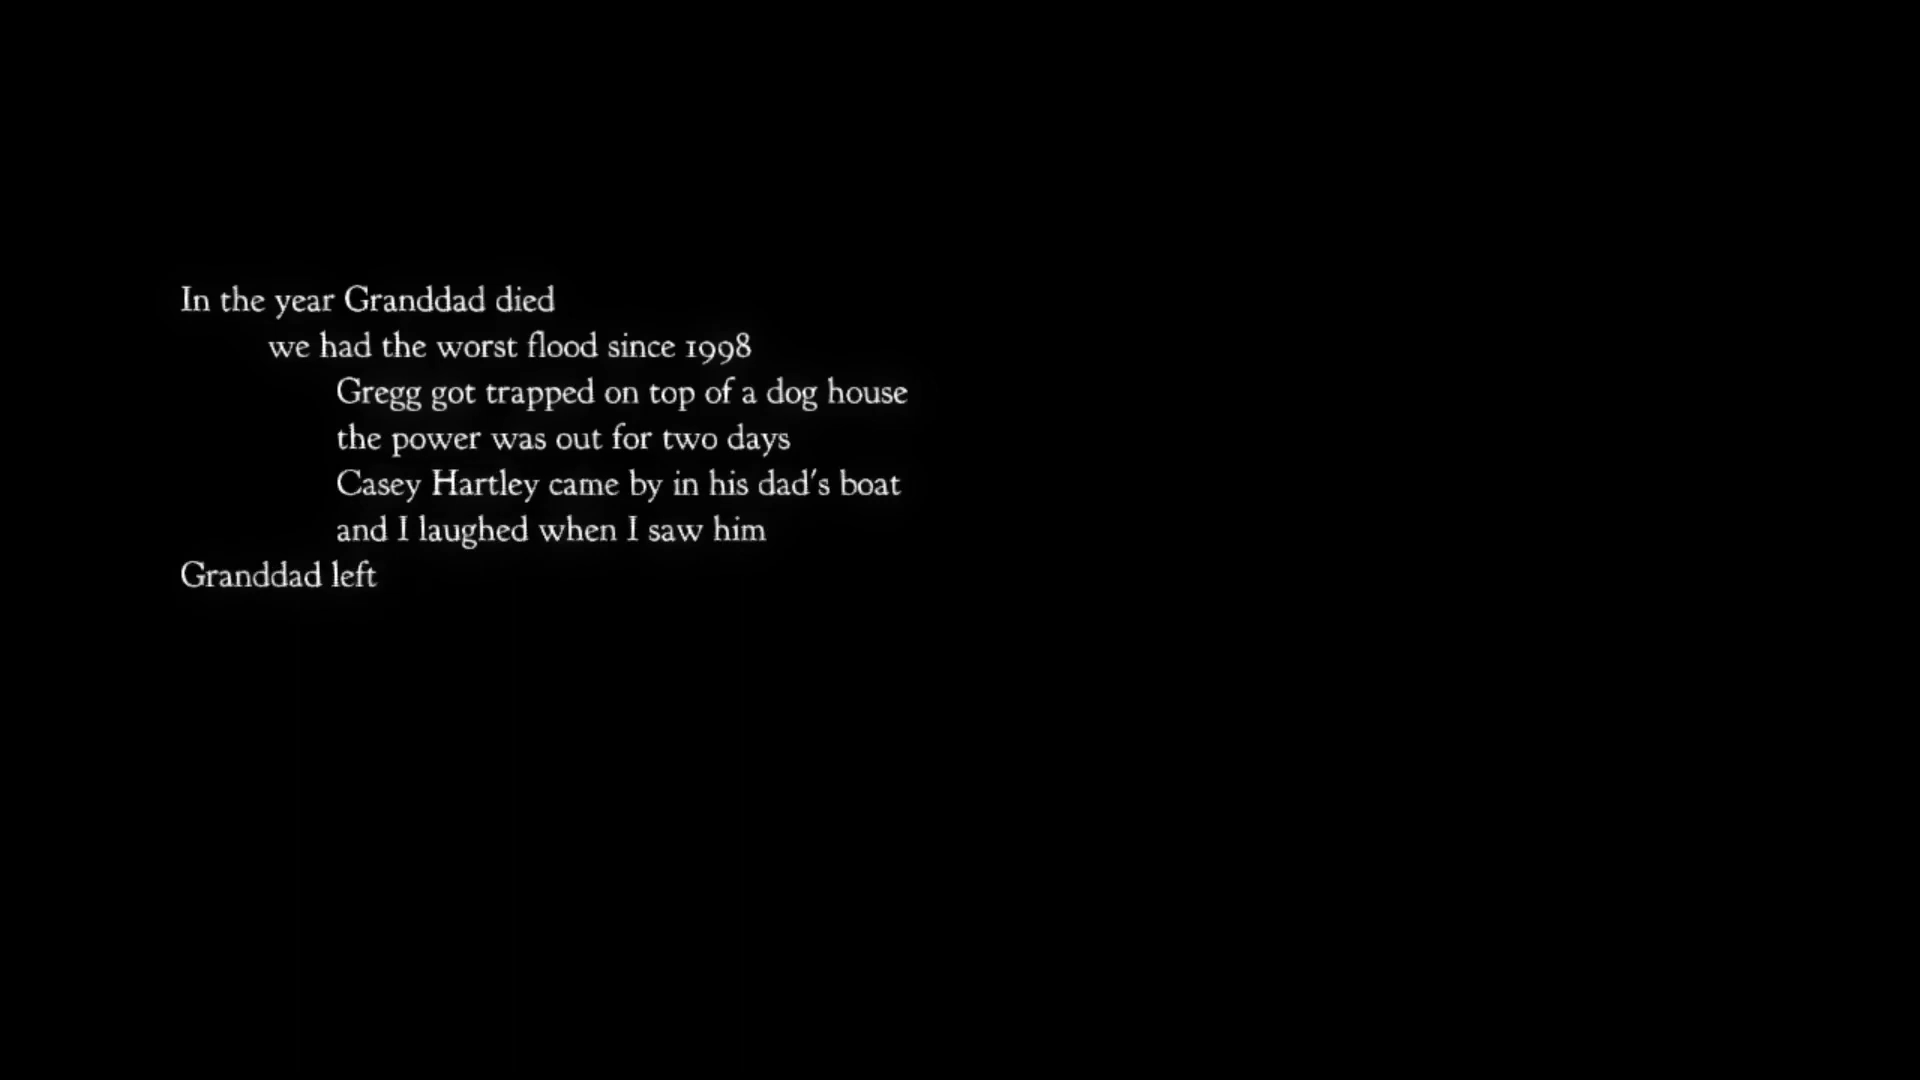 In the year Granddad died
we had the worst flood since 1998
Gregg got trapped on top of a dog house
the power was out for two days
Casey Hartley came by in his dad's boat
and I laughed when I saw him
Granddad left